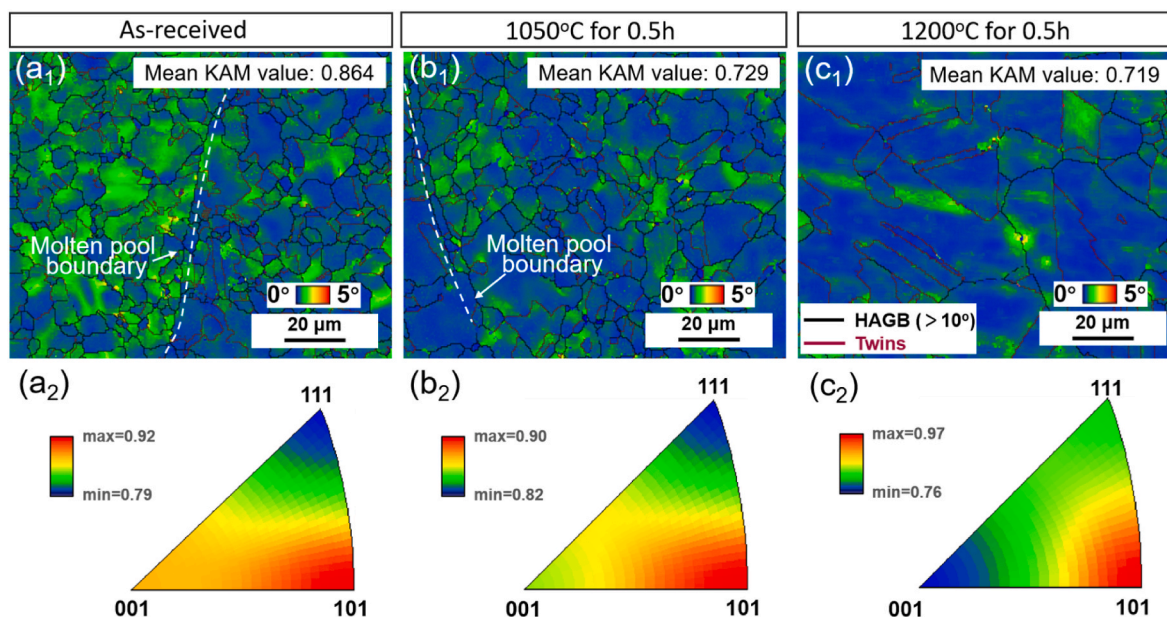 As-received
1050°C for 0.5h
1200°C for 0.5h
(a₁)
Mean KAM value: 0.864
Molten pool
boundary
0° 5°
20 μm
(b₁)
Mean KAM value: 0.729
Molten pool
boundary
0° 5°
20 μm
(c₁)
Mean KAM value: 0.719
HAGB (>10°)
Twins
0° 5°
20 μm
(a₂)
max=0.92
min=0.79
111
001
101
(b₂)
max=0.90
min=0.82
111
001
101
(c₂)
max=0.97
min=0.76
111
001
101